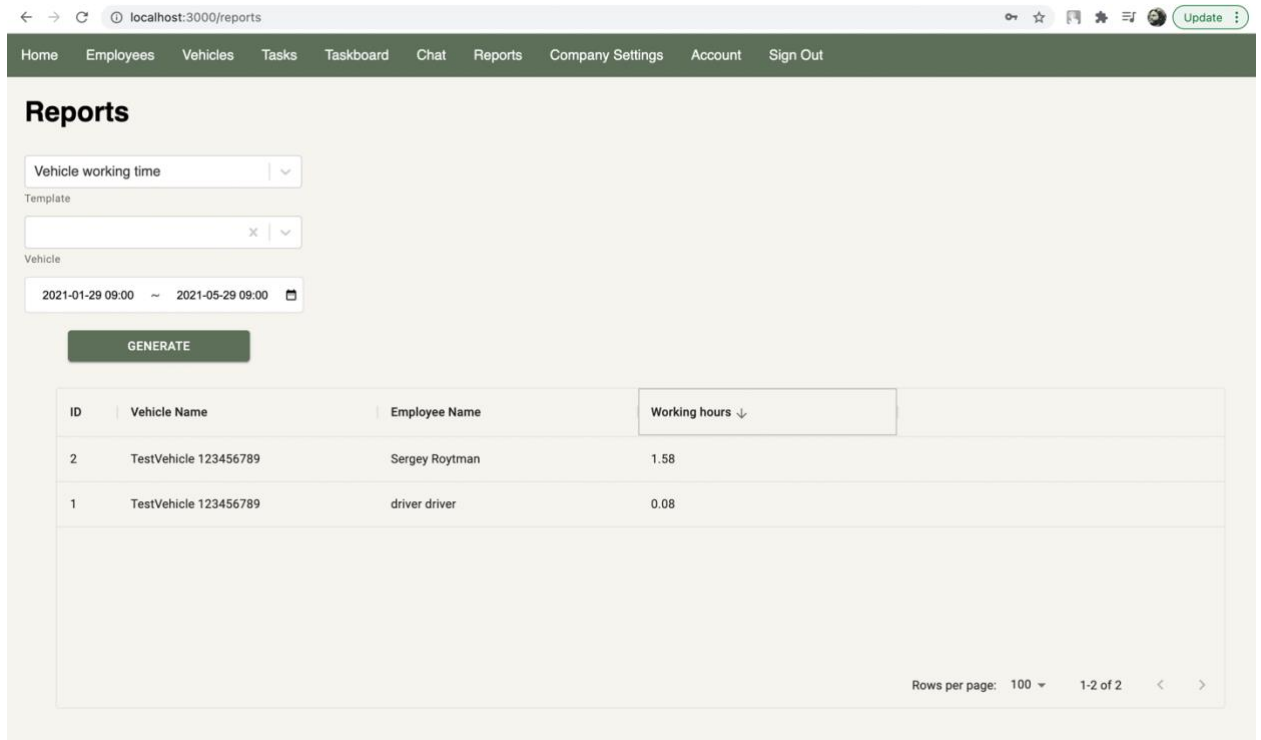 localhost:3000/reports
Update
Home Employees Vehicles Tasks Taskboard Chat Reports Company Settings Account Sign Out
Reports
Vehicle working time
Template
Vehicle
2021-01-29 09:00 ~ 2021-05-29 09:00
GENERATE
ID Vehicle Name Employee Name Working hours
2 TestVehicle 123456789 Sergey Roytman 1.58
1 TestVehicle 123456789 driver driver 0.08
Rows per page: 100 1-2 of 2